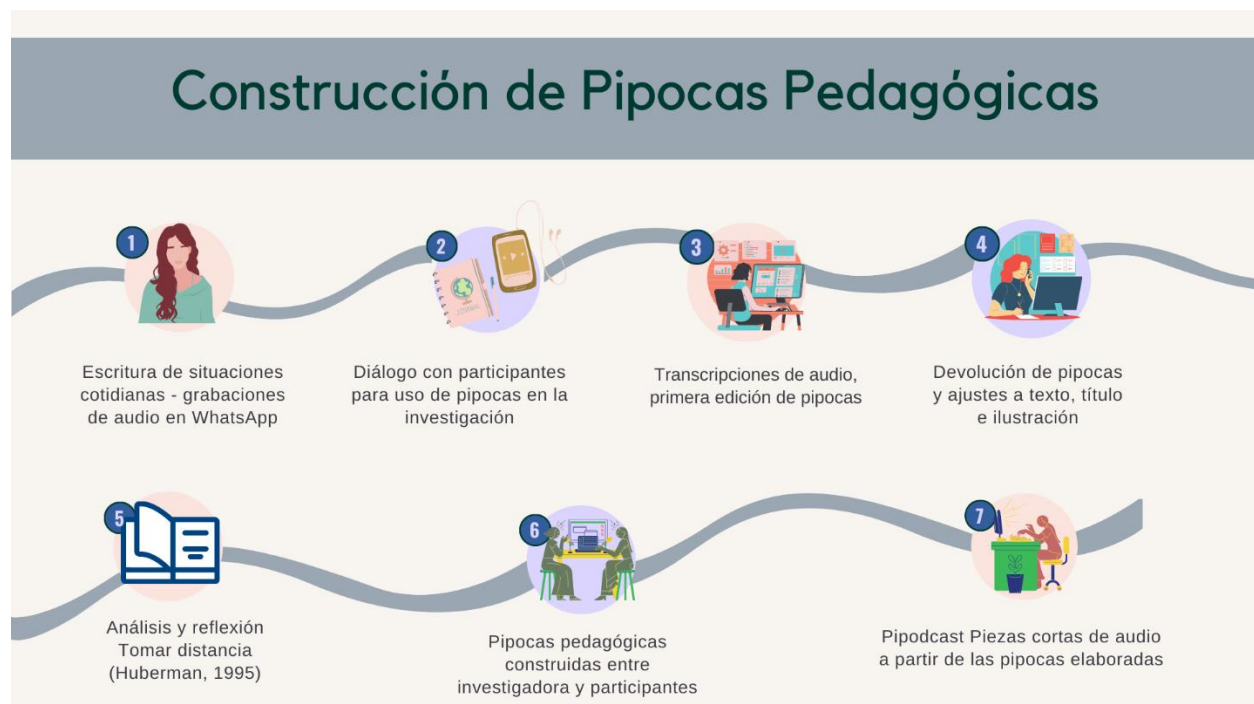 Construcción de Pipocas Pedagógicas
1
Escritura de situaciones
cotidianas - grabaciones
de audio en WhatsApp
2
Diálogo con participantes
para uso de pipocas en la
investigación
3
Transcripciones de audio,
primera edición de pipocas
4
Devolución de pipocas
y ajustes a texto, título
e ilustración
5
Análisis y reflexión
Tomar distancia
(Huberman, 1995)
6
Pipocas pedagógicas
construidas entre
investigadora y participantes
7
Pipodcast Piezas cortas de audio
a partir de las pipocas elaboradas